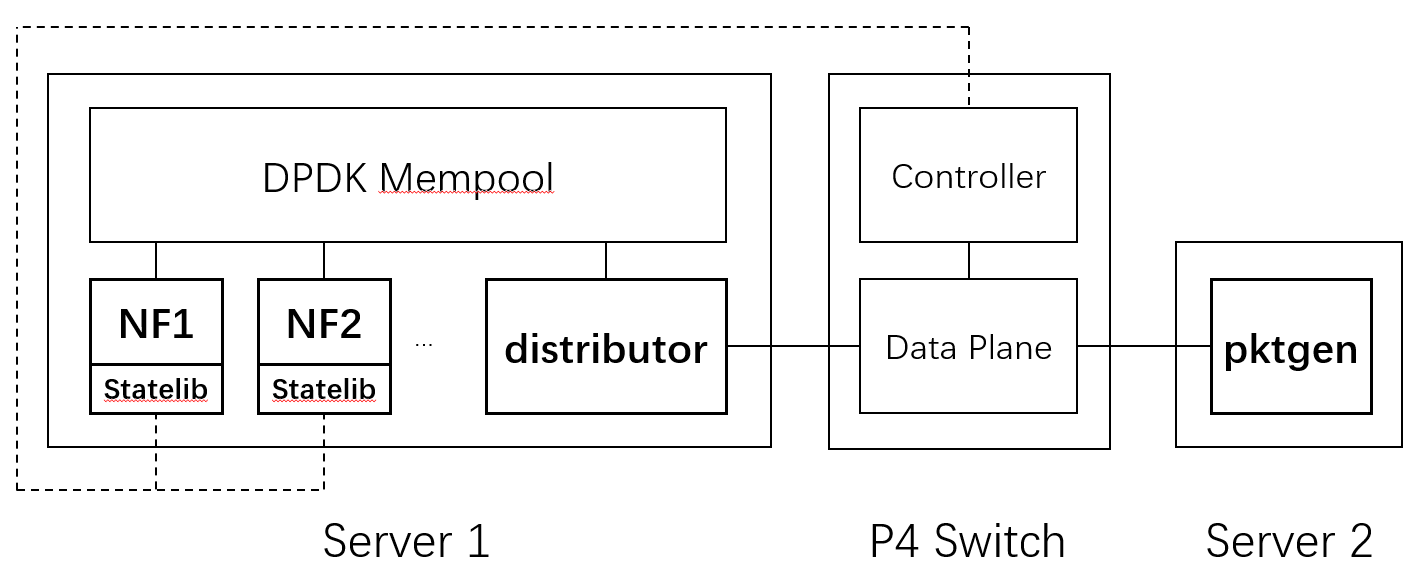 DPDK Mempool
Controller
NF1
NF2
...
distributor
Data Plane
pktgen
Statelib
Statelib
Server 1
P4 Switch
Server 2